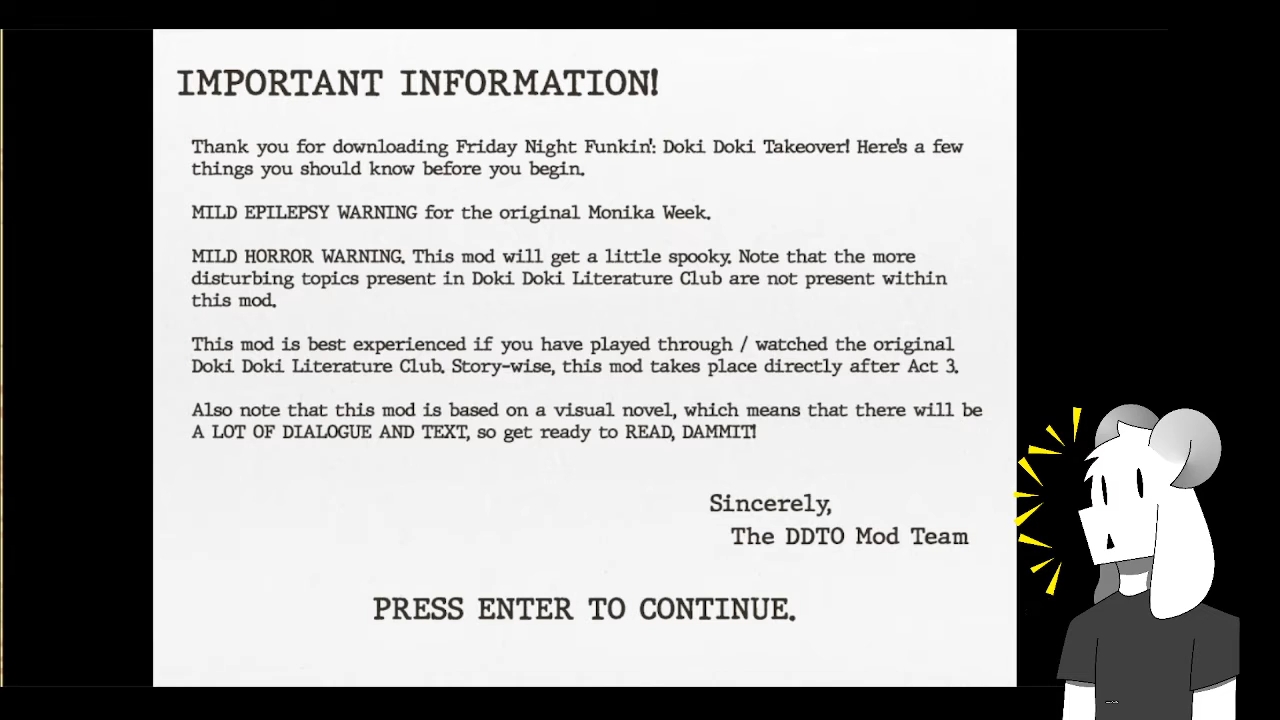 IMPORTANT INFORMATION!
Thank you for downloading Friday Night Funkin': Doki Doki Takeover! Here's a few
things you should know before you begin.
MILD EPILEPSY WARNING for the original Monika Week.
MILD HORROR WARNING. This mod will get a little spooky. Note that the more
disturbing topics present in Doki Doki Literature Club are not present within
this mod.
This mod is best experienced if you have played through / watched the original
Doki Doki Literature Club. Story-wise, this mod takes place directly after Act 3.
Also note that this mod is based on a visual novel, which means that there will be
A LOT OF DIALOGUE AND TEXT, so get ready to READ, DAMMIT!
Sincerely,
The DDTO Mod Team
PRESS ENTER TO CONTINUE.